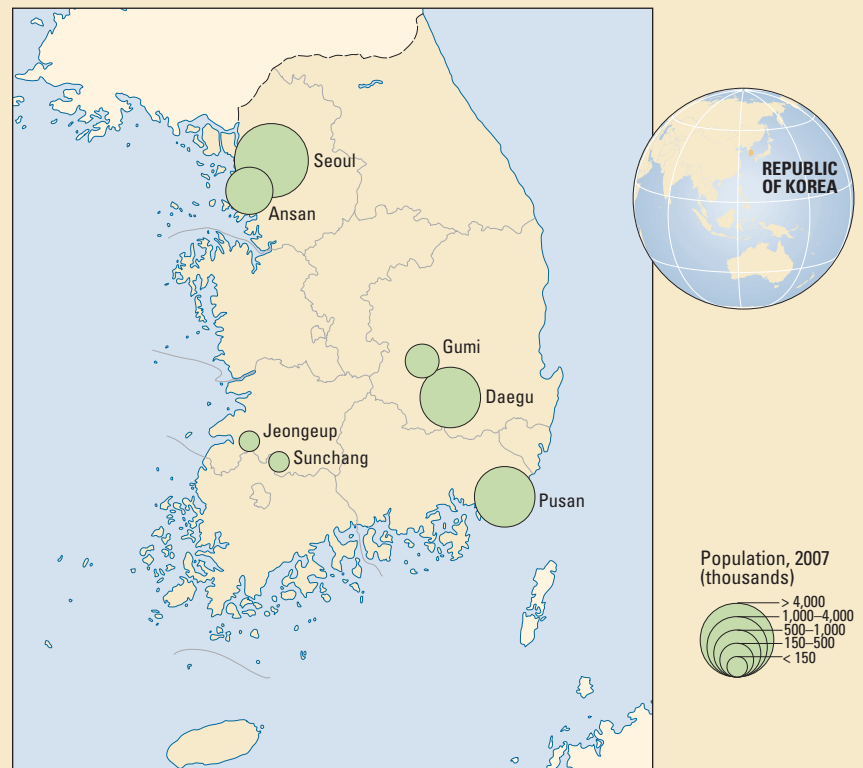 Seoul
Ansan
REPUBLIC
OF KOREA
Gumi
Daegu
Jeongeup
Sunchang
Pusan
Population, 2007
(thousands)
> 4,000
1,000–4,000
500–1,000
150–500
< 150